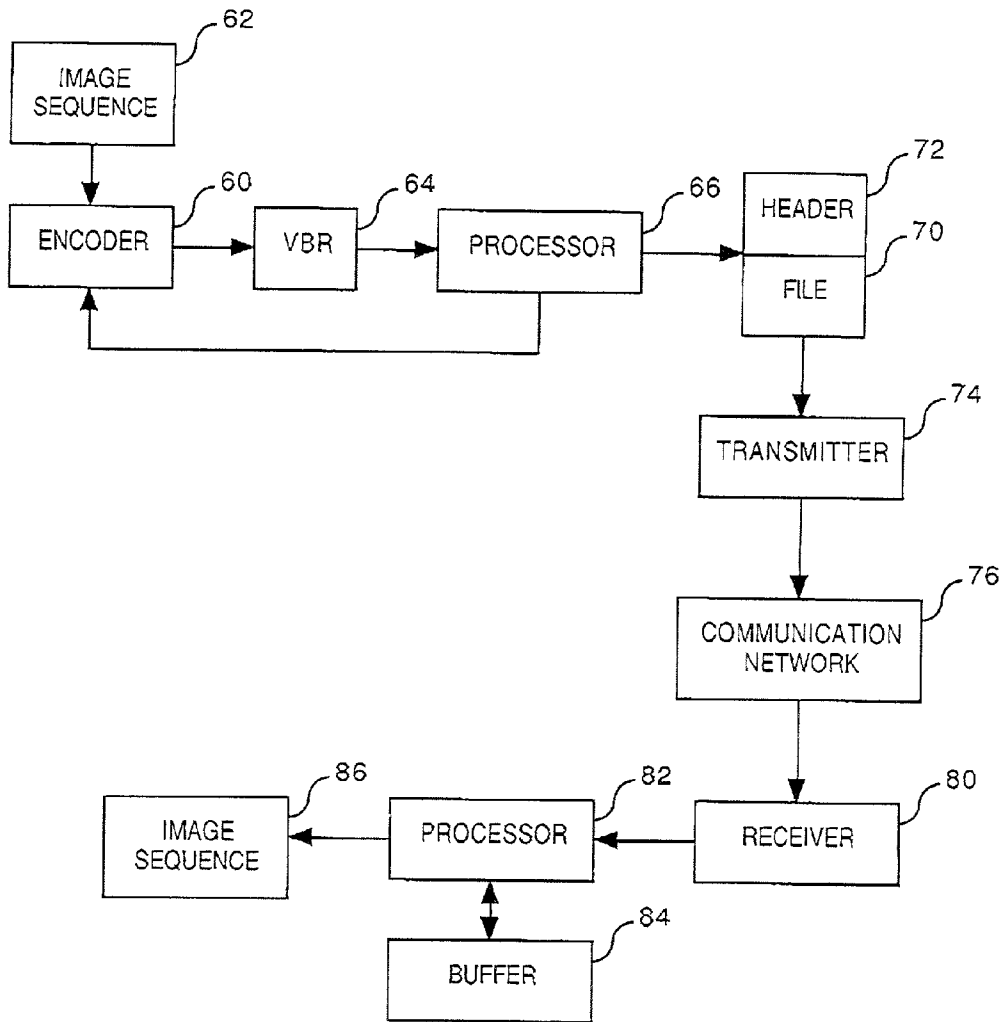 62
IMAGE
SEQUENCE
60
ENCODER
64
VBR
66
PROCESSOR
72
HEADER
70
FILE
74
TRANSMITTER
76
COMMUNICATION
NETWORK
86
IMAGE
SEQUENCE
82
PROCESSOR
80
RECEIVER
84
BUFFER